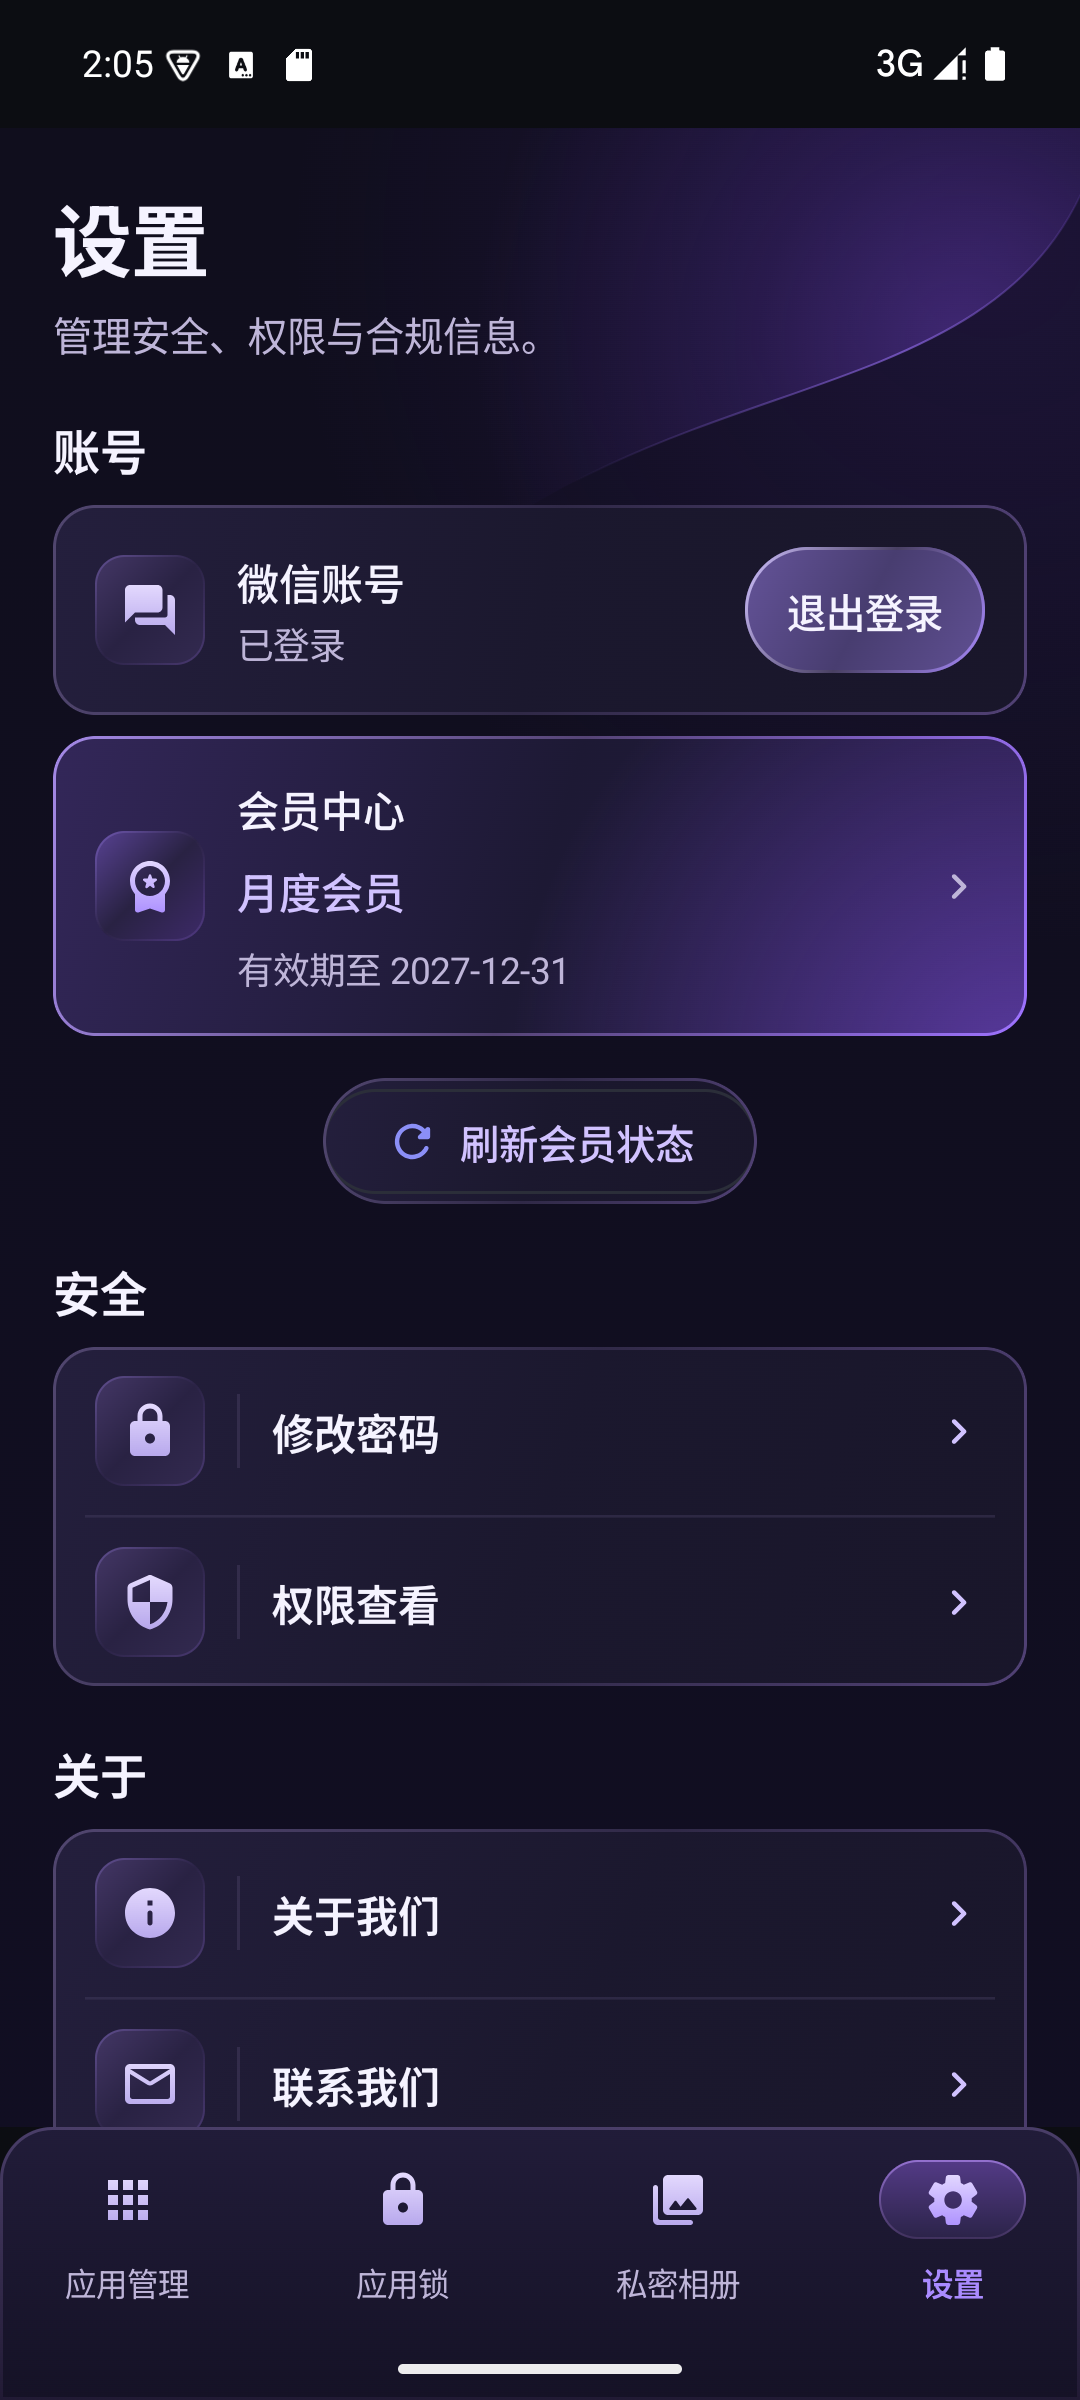 2:05
3G
设置
管理安全、权限与合规信息。
账号
微信账号
已登录
退出登录
会员中心
月度会员
有效期至 2027-12-31
刷新会员状态
安全
修改密码
权限查看
关于
关于我们
联系我们
应用管理
应用锁
私密相册
设置